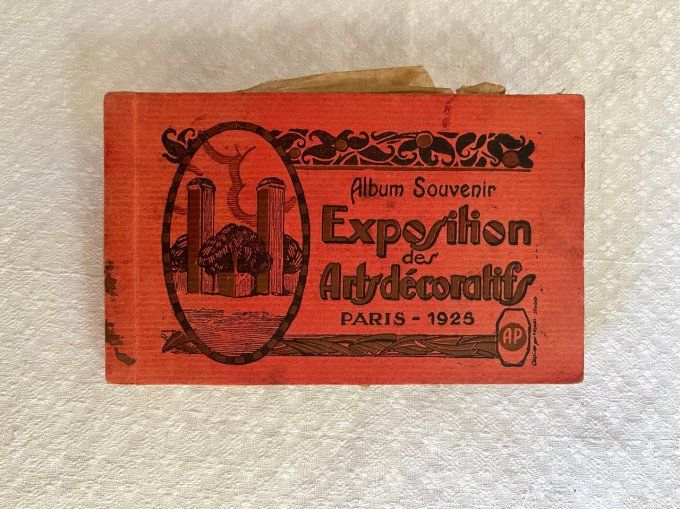 Album Souvenir
Exposition
des
Arts décoratifs
PARIS - 1925
AP